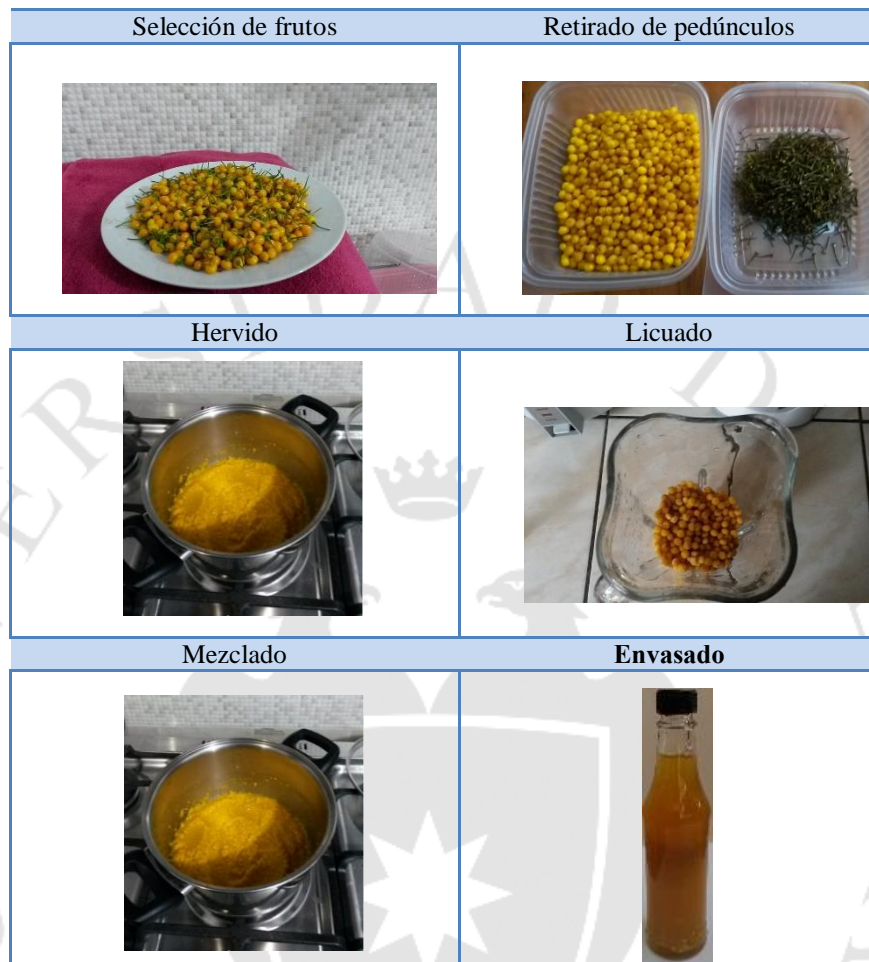 Selección de frutos
Retirado de pedúnculos
Hervido
Licuado
Mezclado
Envasado